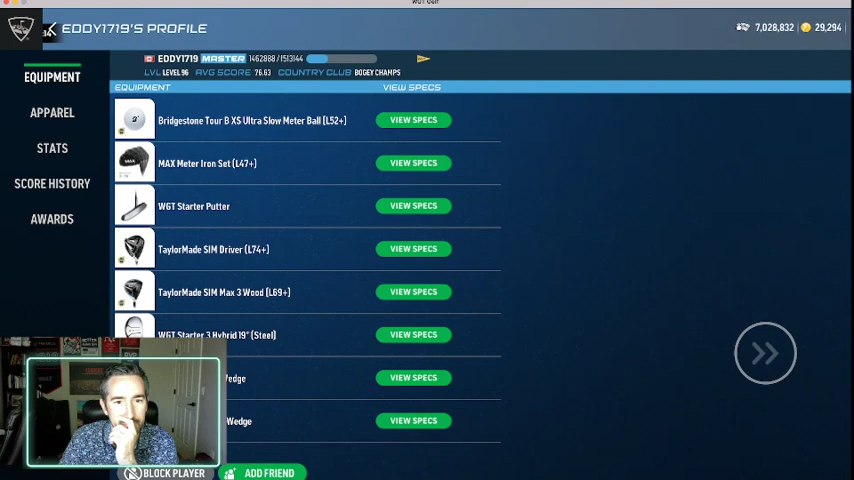 WGT Golf
EDDY1719'S PROFILE
7,028,832
29,294
EDDY1719 MASTER 1462888 / 1513144
LVL LEVEL 96 AVG SCORE 76.63 COUNTRY CLUB BOGEY CHAMPS
EQUIPMENT
APPAREL
STATS
SCORE HISTORY
AWARDS
EQUIPMENT VIEW SPECS
Bridgestone Tour B XS Ultra Slow Meter Ball (L52+) VIEW SPECS
MAX Meter Iron Set (L47+) VIEW SPECS
WGT Starter Putter VIEW SPECS
TaylorMade SIM Driver (L74+) VIEW SPECS
TaylorMade SIM Max 3 Wood (L69+) VIEW SPECS
WGT Starter 3 Hybrid 19° (Steel) VIEW SPECS
Wedge VIEW SPECS
Wedge VIEW SPECS
BLOCK PLAYER
ADD FRIEND